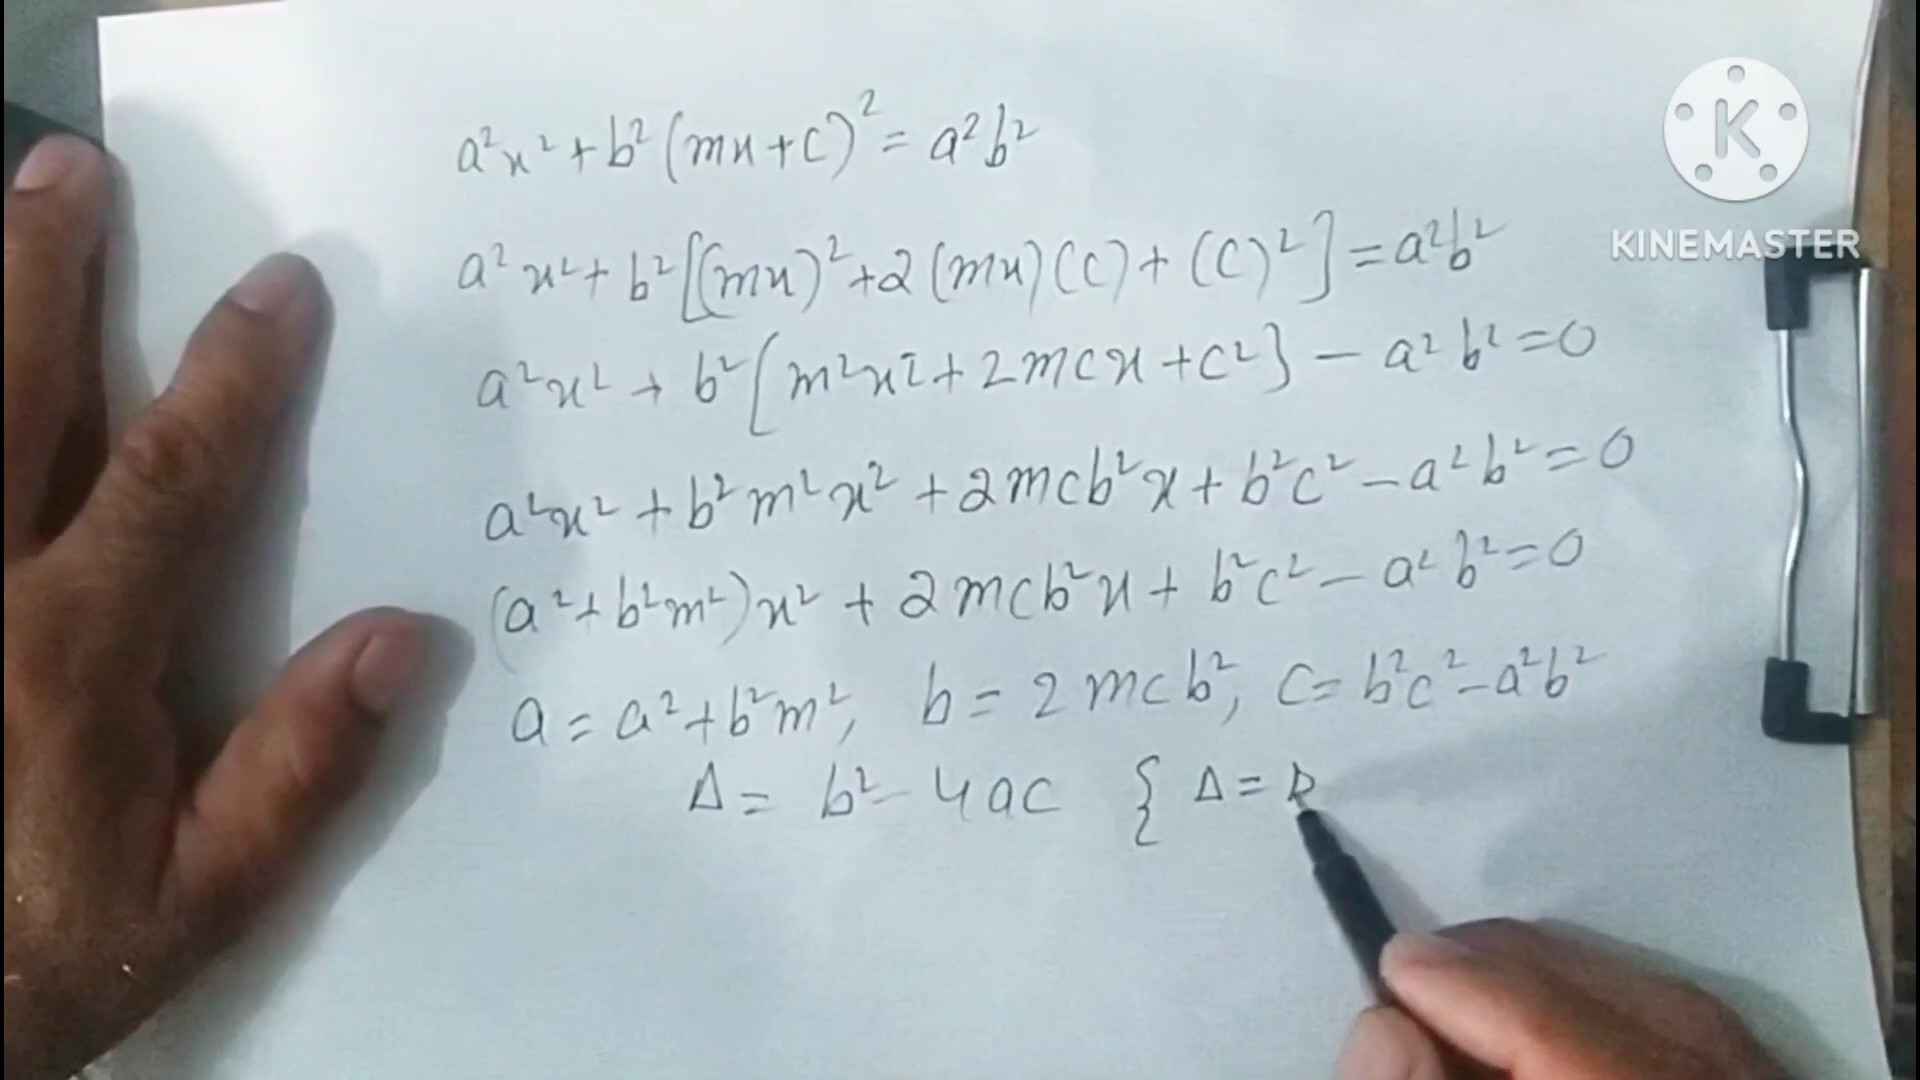 a²x² + b²(mx+c)² = a²b²
K
KINEMASTER
a²x² + b²[(mx)² + 2(mx)(c) + (c)²] = a²b²
a²x² + b²[m²x² + 2mcx + c²} - a²b² = 0
a²x² + b²m²x² + 2mcb²x + b²c² - a²b² = 0
(a² + b²m²)x² + 2mcb²x + b²c² - a²b² = 0
a = a² + b²m², b = 2mcb², c = b²c² - a²b²
Δ = b² - 4ac { Δ = D